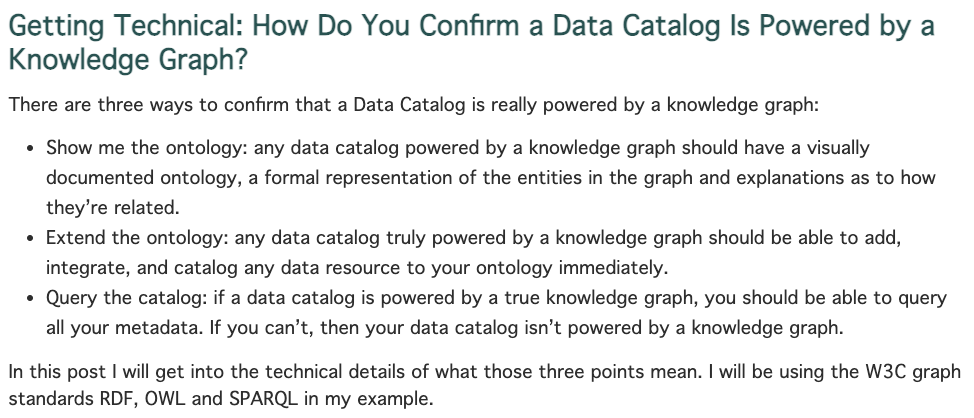 Getting Technical: How Do You Confirm a Data Catalog Is Powered by a
Knowledge Graph?
There are three ways to confirm that a Data Catalog is really powered by a knowledge graph:
• Show me the ontology: any data catalog powered by a knowledge graph should have a visually
documented ontology, a formal representation of the entities in the graph and explanations as to how
they're related.
• Extend the ontology: any data catalog truly powered by a knowledge graph should be able to add,
integrate, and catalog any data resource to your ontology immediately.
• Query the catalog: if a data catalog is powered by a true knowledge graph, you should be able to query
all your metadata. If you can't, then your data catalog isn't powered by a knowledge graph.
In this post I will get into the technical details of what those three points mean. I will be using the W3C graph
standards RDF, OWL and SPARQL in my example.